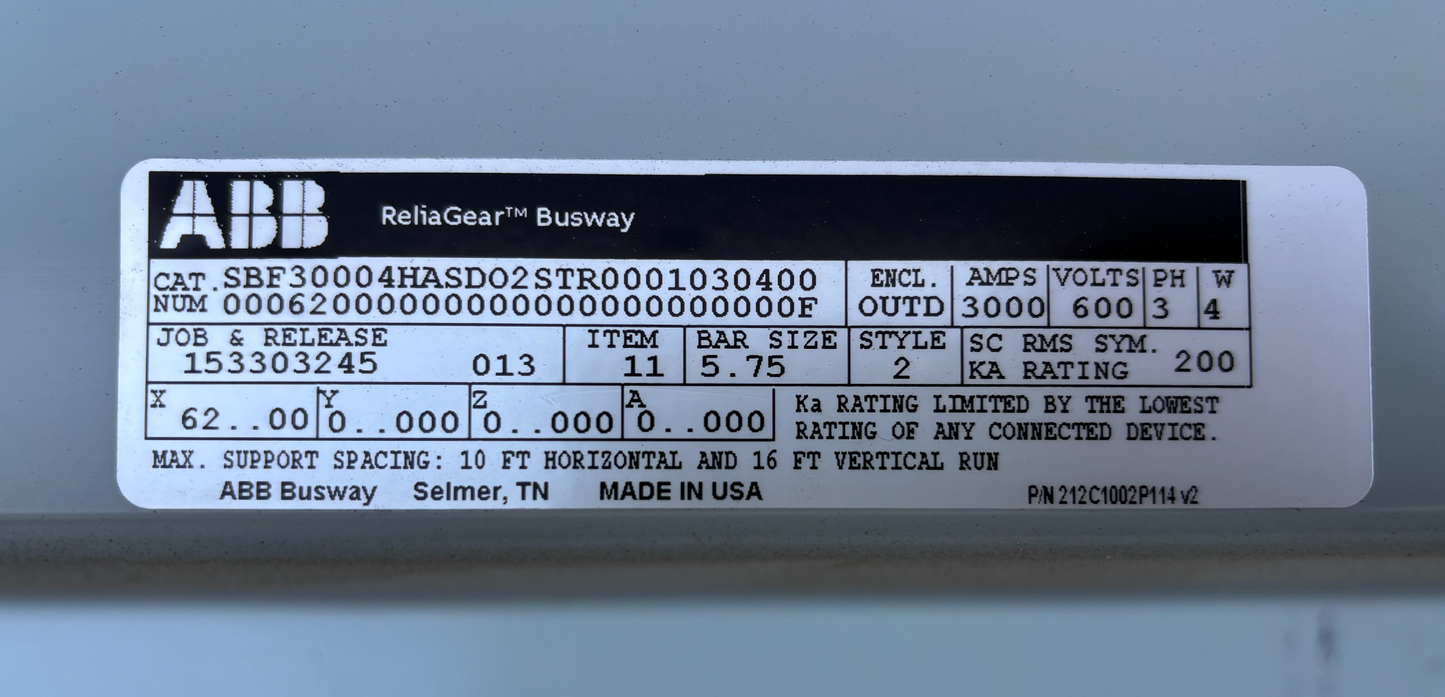 ABB ReliaGear™ Busway
CAT. SBF30004HASDO2STR0001030400 ENCL. AMPS VOLTS PH W
NUM 000620000000000000000000000F OUTD 3000 600 3 4
JOB & RELEASE ITEM BAR SIZE STYLE SC RMS SYM.
153303245 013 11 5.75 2 KA RATING 200
X Y Z A Ka RATING LIMITED BY THE LOWEST
62..00 0..000 0..000 0..000 RATING OF ANY CONNECTED DEVICE.
MAX. SUPPORT SPACING: 10 FT HORIZONTAL AND 16 FT VERTICAL RUN
ABB Busway Selmer, TN MADE IN USA P/N 212C1002P114 v2